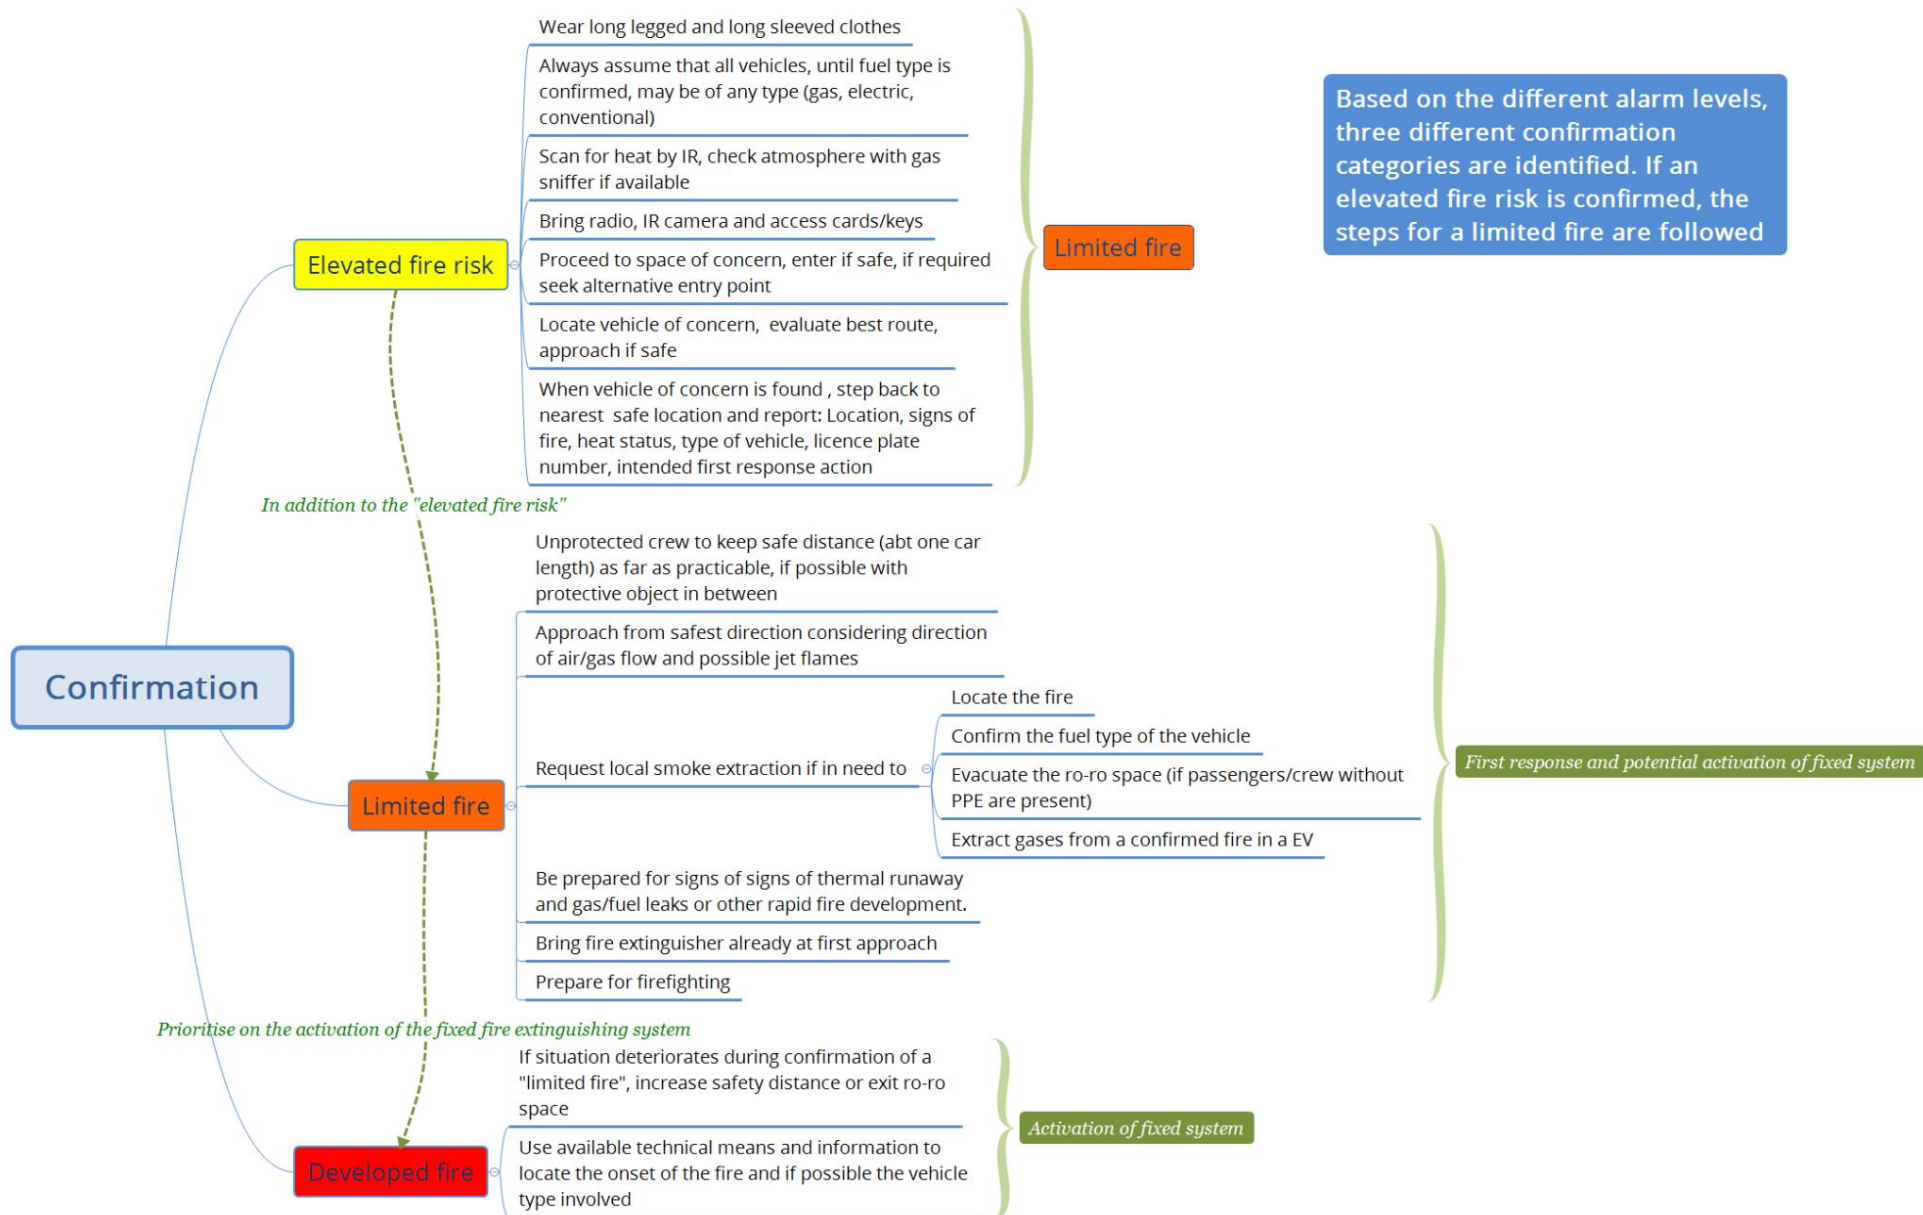 Wear long legged and long sleeved clothes
Always assume that all vehicles, until fuel type is
confirmed, may be of any type (gas, electric,
conventional)
Scan for heat by IR, check atmosphere with gas
sniffer if available
Bring radio, IR camera and access cards/keys
Elevated fire risk
Proceed to space of concern, enter if safe, if required
seek alternative entry point
Locate vehicle of concern, evaluate best route,
approach if safe
When vehicle of concern is found , step back to
nearest safe location and report: Location, signs of
fire, heat status, type of vehicle, licence plate
number, intended first response action
Limited fire
Based on the different alarm levels,
three different confirmation
categories are identified. If an
elevated fire risk is confirmed, the
steps for a limited fire are followed
In addition to the "elevated fire risk"
Unprotected crew to keep safe distance (abt one car
length) as far as practicable, if possible with
protective object in between
Approach from safest direction considering direction
of air/gas flow and possible jet flames
Confirmation
Request local smoke extraction if in need to
Locate the fire
Confirm the fuel type of the vehicle
Evacuate the ro-ro space (if passengers/crew without
PPE are present)
Extract gases from a confirmed fire in a EV
Limited fire
Be prepared for signs of signs of thermal runaway
and gas/fuel leaks or other rapid fire development.
Bring fire extinguisher already at first approach
Prepare for firefighting
First response and potential activation of fixed system
Prioritise on the activation of the fixed fire extinguishing system
If situation deteriorates during confirmation of a
"limited fire", increase safety distance or exit ro-ro
space
Developed fire
Use available technical means and information to
locate the onset of the fire and if possible the vehicle
type involved
Activation of fixed system